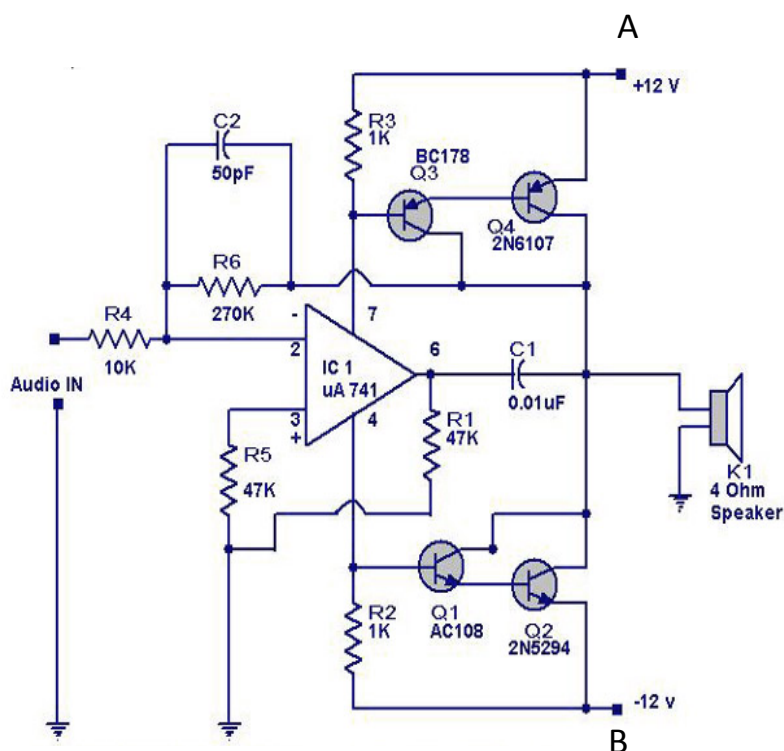 A
+12 V
C2
50pF
R3
1K
BC178
Q3
Q4
2N6107
R6
270K
R4
10K
-
7
2
IC 1
uA 741
6
C1
0.01uF
Audio IN
3
+
4
R1
47K
R5
47K
K1
4 Ohm
Speaker
R2
1K
Q1
AC108
Q2
2N5294
-12 v
B